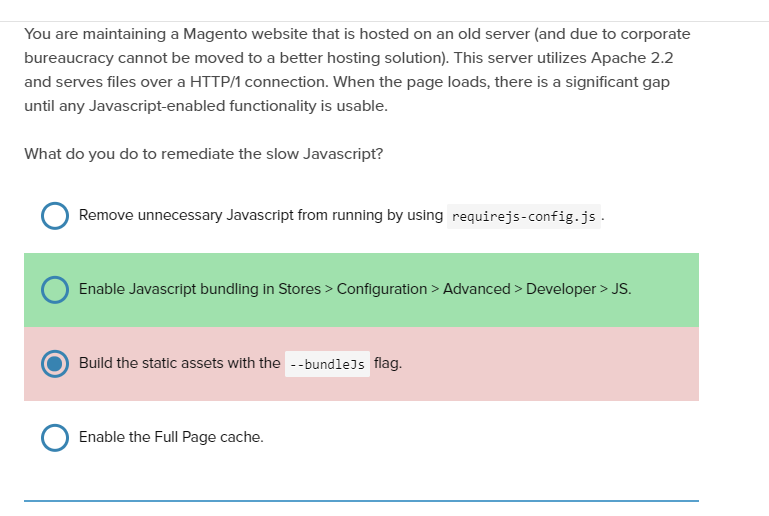 You are maintaining a Magento website that is hosted on an old server (and due to corporate
bureaucracy cannot be moved to a better hosting solution). This server utilizes Apache 2.2
and serves files over a HTTP/1 connection. When the page loads, there is a significant gap
until any Javascript-enabled functionality is usable.
What do you do to remediate the slow Javascript?
Remove unnecessary Javascript from running by using requirejs-config.js .
Enable Javascript bundling in Stores > Configuration > Advanced > Developer > JS.
Build the static assets with the --bundleJs flag.
Enable the Full Page cache.